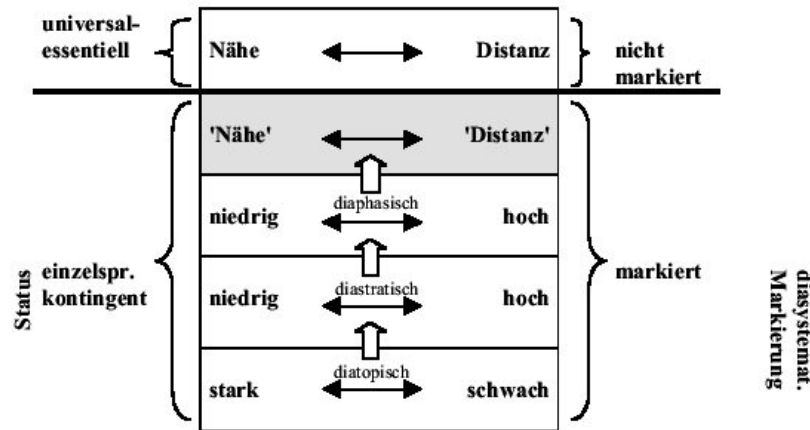 universal-
essentiell
Nähe
Distanz
nicht
markiert
'Nähe'
'Distanz'
diaphasisch
niedrig
hoch
Status
einzelspr.
kontingent
diastratisch
niedrig
hoch
markiert
diasystemat.
Markierung
diatopisch
stark
schwach